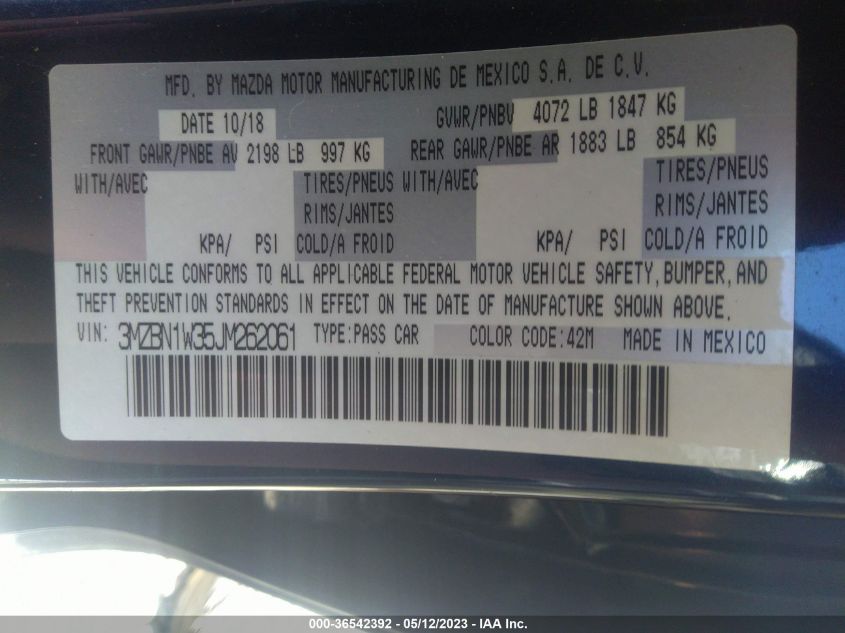 MFD. BY MAZDA MOTOR MANUFACTURING DE MEXICO S.A. DE C.V.
DATE 10/18 GVWR/PNBV 4072 LB 1847 KG
FRONT GAWR/PNBE AV 2198 LB 997 KG REAR GAWR/PNBE AR 1883 LB 854 KG
WITH/AVEC TIRES/PNEUS WITH/AVEC TIRES/PNEUS
RIMS/JANTES RIMS/JANTES
KPA/ PSI COLD/A FROID KPA/ PSI COLD/A FROID
THIS VEHICLE CONFORMS TO ALL APPLICABLE FEDERAL MOTOR VEHICLE SAFETY, BUMPER, AND
THEFT PREVENTION STANDARDS IN EFFECT ON THE DATE OF MANUFACTURE SHOWN ABOVE.
VIN: 3MZBN1W35JM262061 TYPE:PASS CAR COLOR CODE:42M MADE IN MEXICO
000-36542392 - 05/12/2023 - IAA Inc.